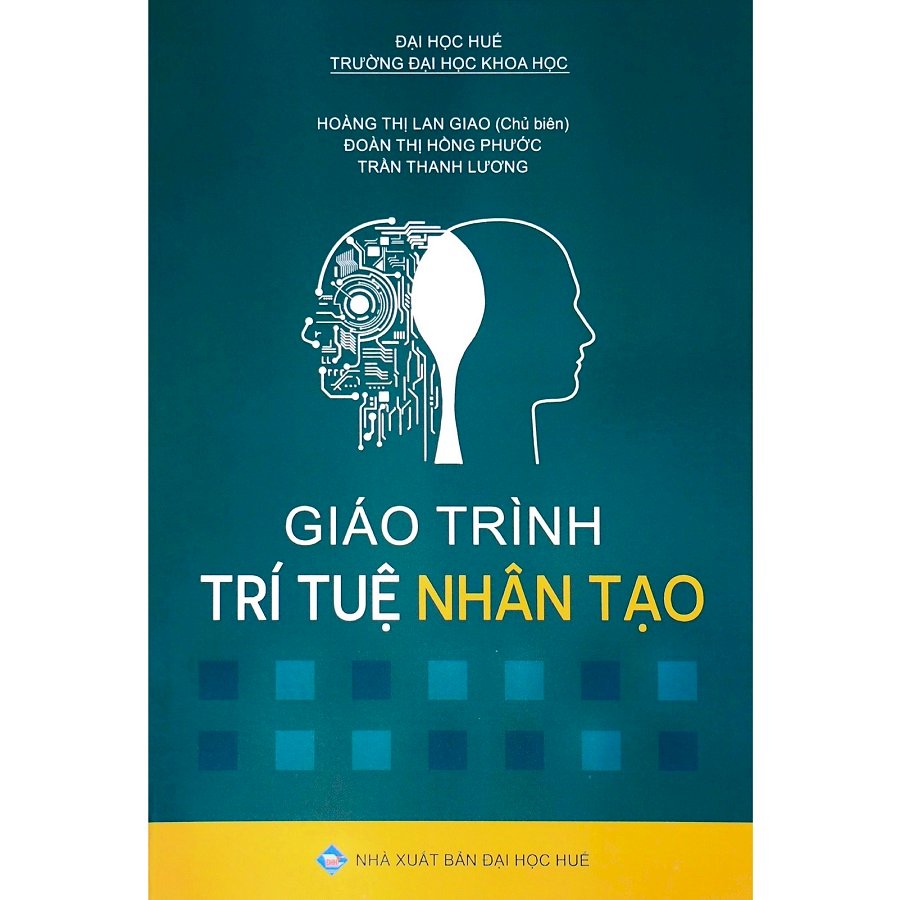 ĐẠI HỌC HUẾ
TRƯỜNG ĐẠI HỌC KHOA HỌC
HOÀNG THỊ LAN GIAO (Chủ biên)
ĐOÀN THỊ HỒNG PHƯỚC
TRẦN THANH LƯƠNG
GIÁO TRÌNH
TRÍ TUỆ NHÂN TẠO
NHÀ XUẤT BẢN ĐẠI HỌC HUẾ